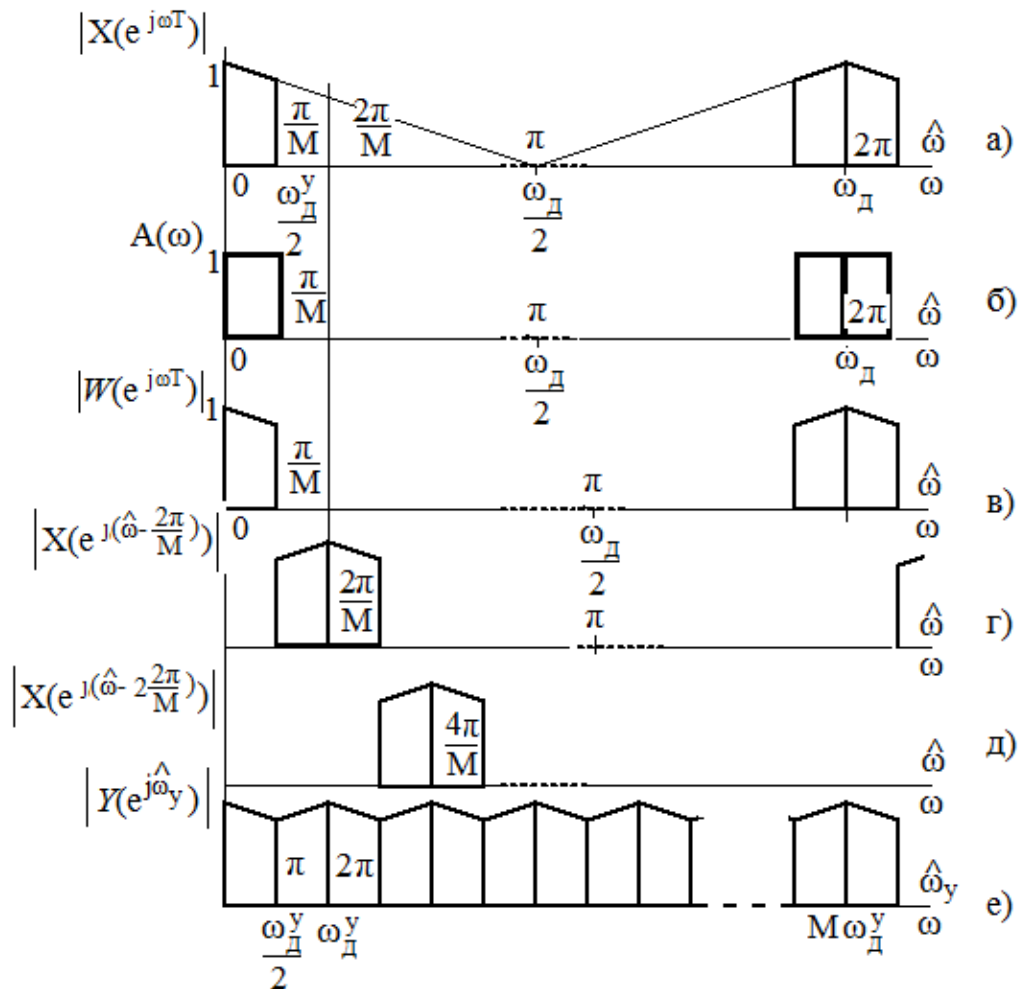 |X(e^{jωT})|
1
π/M
2π/M
π
2π
ω̂
а)
0
ω_д^у/2
ω_д/2
ω_д
ω
A(ω)
1
π/M
π
2π
ω̂
б)
0
ω_д/2
ω_д
ω
|W(e^{jωT})|
1
π/M
π
ω̂
в)
0
ω_д/2
ω
|X(e^{j(ω̂-2π/M)})|
2π/M
π
ω̂
г)
ω
|X(e^{j(ω̂- 2 2π/M)})|
4π/M
ω̂
д)
ω
|Y(e^{jω̂_у})|
π
2π
ω̂_у
е)
ω_д^у/2
ω_д^у
Mω_д^у
ω